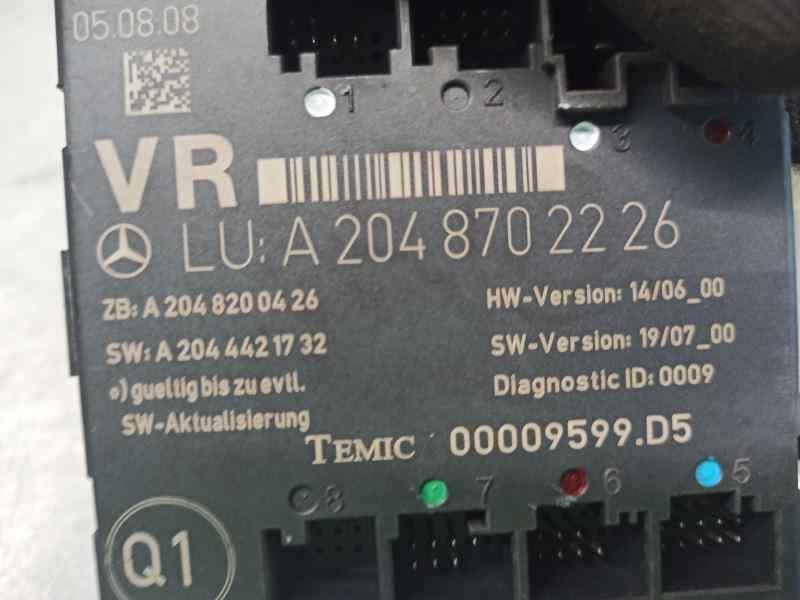 05.08.08
1 2
3 4
VR
LU: A 204 870 22 26
ZB: A 204 820 04 26
HW-Version: 14/06_00
SW: A 204 442 17 32
SW-Version: 19/07_00
*) gueltig bis zu evtl.
Diagnostic ID: 0009
SW-Aktualisierung
TEMIC 00009599.D5
8 7 6 5
Q1